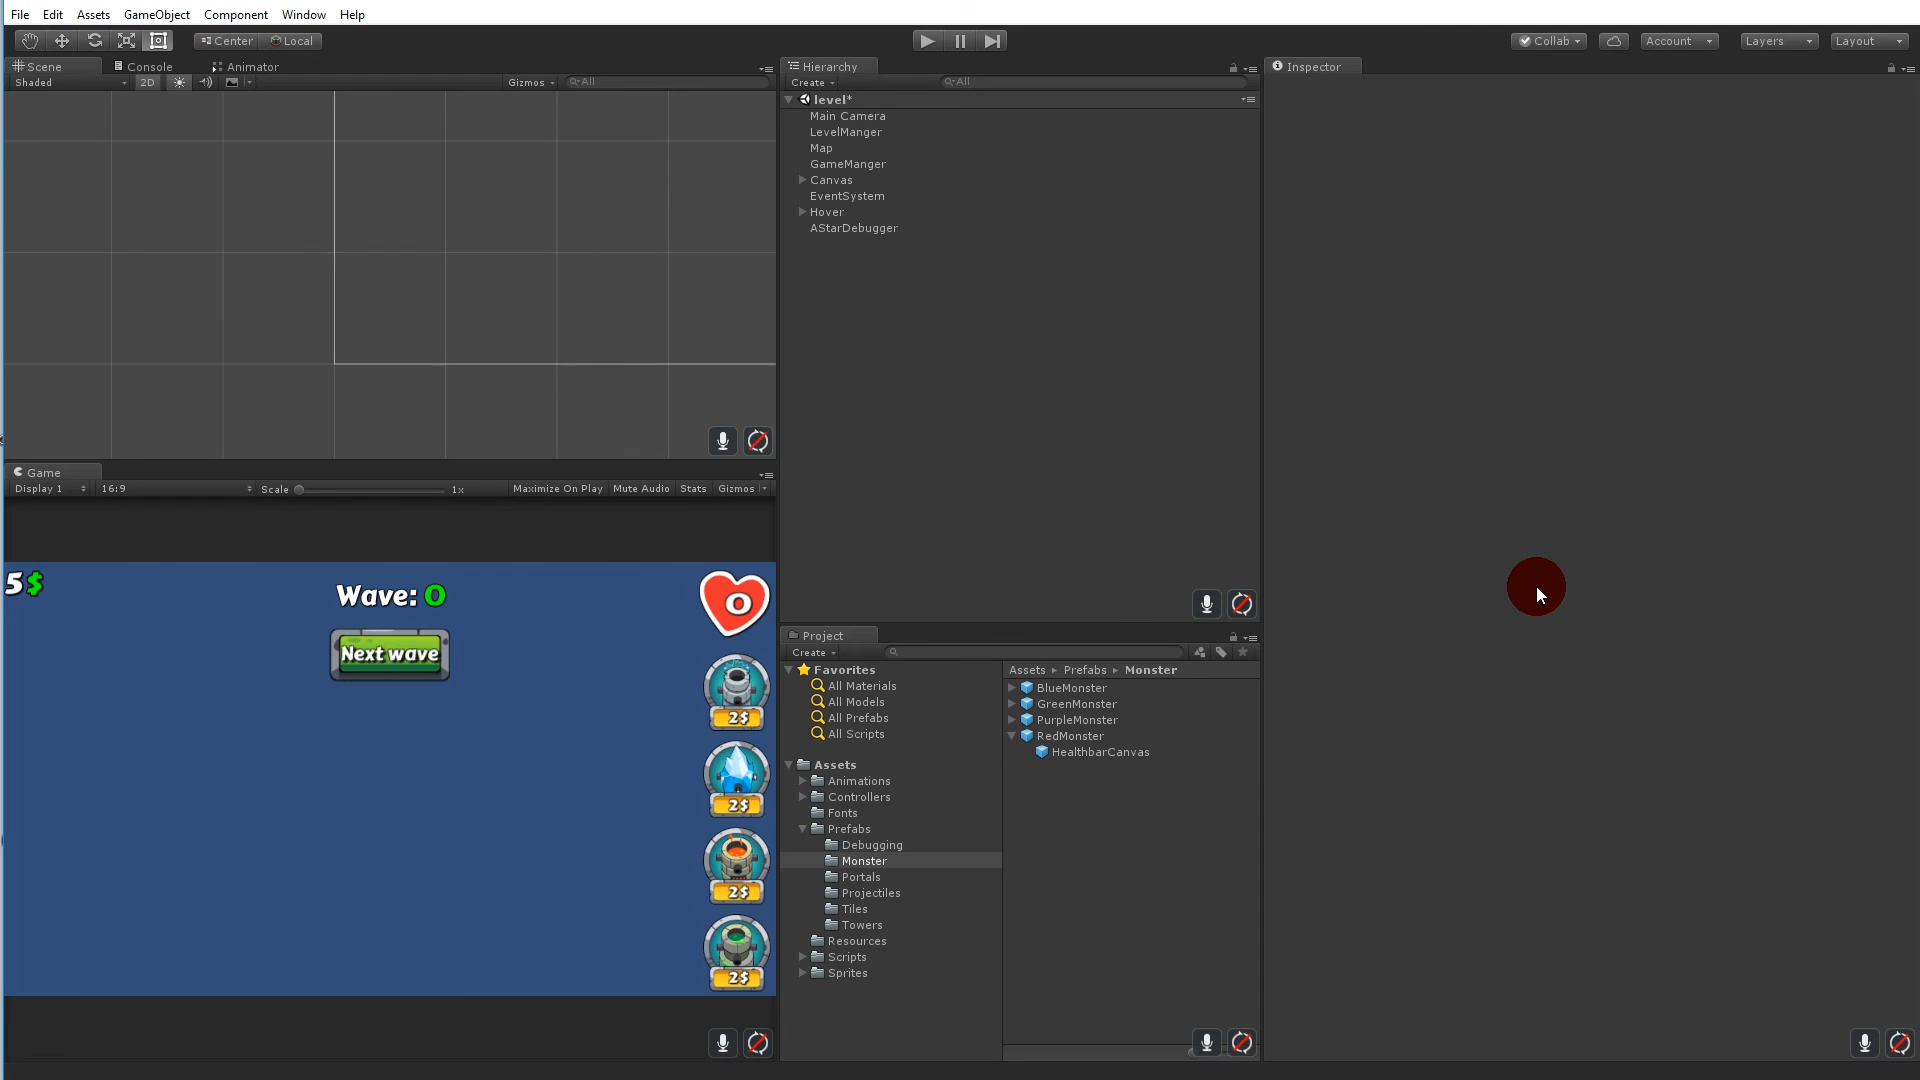 File Edit Assets GameObject Component Window Help
Center Local Collab Account Layers Layout
Scene Console Animator
Shaded 2D Gizmos All
Hierarchy
Create All
level*
Main Camera
LevelManger
Map
GameManger
Canvas
EventSystem
Hover
AStarDebugger
Inspector
Game
Display 1 16:9 Scale 1x Maximize On Play Mute Audio Stats Gizmos
5$
Wave: 0
0
Next wave
2$
2$
2$
2$
Project
Create
Favorites
All Materials
All Models
All Prefabs
All Scripts
Assets
Animations
Controllers
Fonts
Prefabs
Debugging
Monster
Portals
Projectiles
Tiles
Towers
Resources
Scripts
Sprites
Assets Prefabs Monster
BlueMonster
GreenMonster
PurpleMonster
RedMonster
HealthbarCanvas